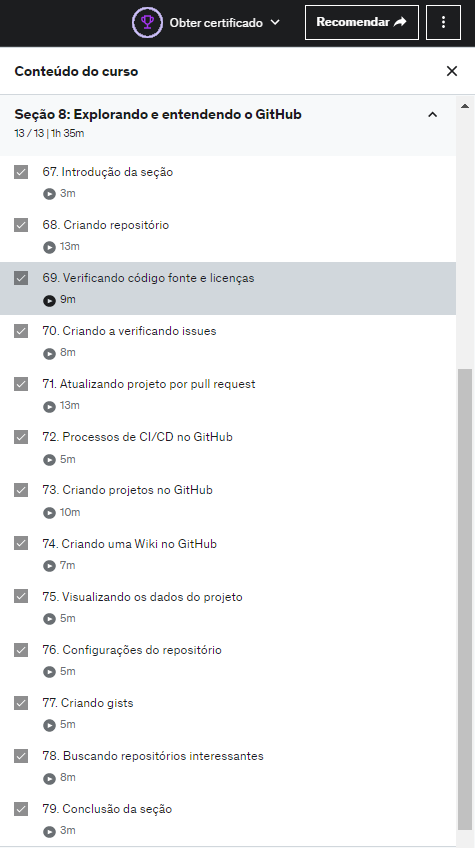 Obter certificado
Recomendar
Conteúdo do curso
Seção 8: Explorando e entendendo o GitHub
13 / 13 | 1h 35m
67. Introdução da seção
3m
68. Criando repositório
13m
69. Verificando código fonte e licenças
9m
70. Criando a verificando issues
8m
71. Atualizando projeto por pull request
13m
72. Processos de CI/CD no GitHub
5m
73. Criando projetos no GitHub
10m
74. Criando uma Wiki no GitHub
7m
75. Visualizando os dados do projeto
5m
76. Configurações do repositório
5m
77. Criando gists
5m
78. Buscando repositórios interessantes
8m
79. Conclusão da seção
3m